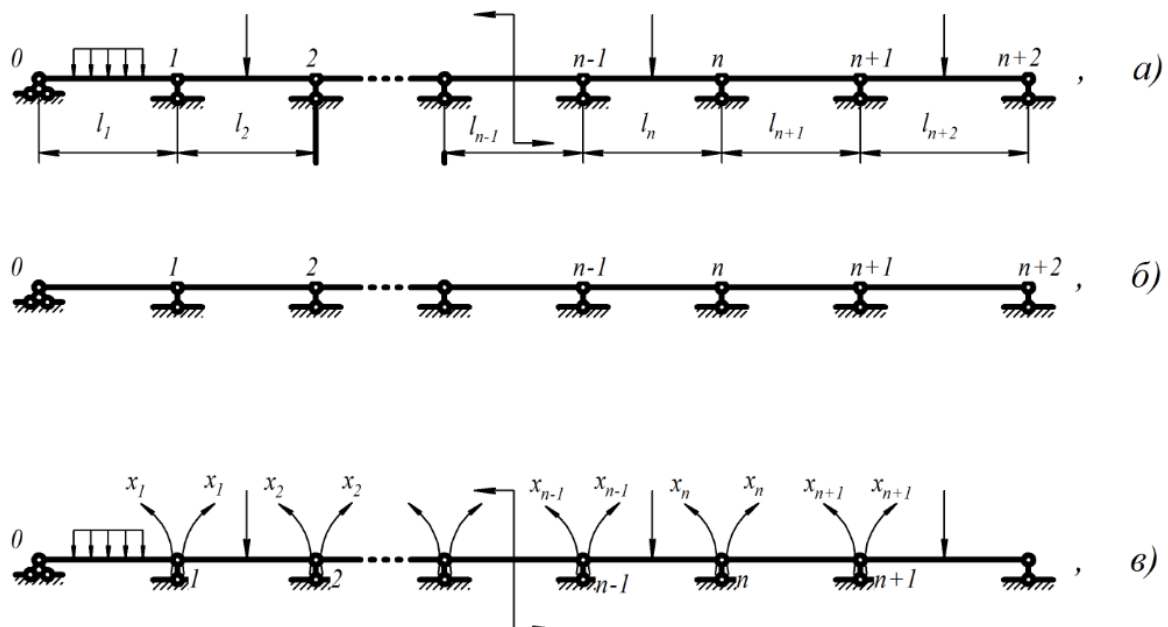 0 1 2 n-1 n n+1 n+2 , а)
l₁ l₂ lₙ₋₁ lₙ lₙ₊₁ lₙ₊₂
0 1 2 n-1 n n+1 n+2 , б)
x₁ x₁ x₂ x₂ xₙ₋₁ xₙ₋₁ xₙ xₙ xₙ₊₁ xₙ₊₁
0 1 2 n-1 n n+1 , в)